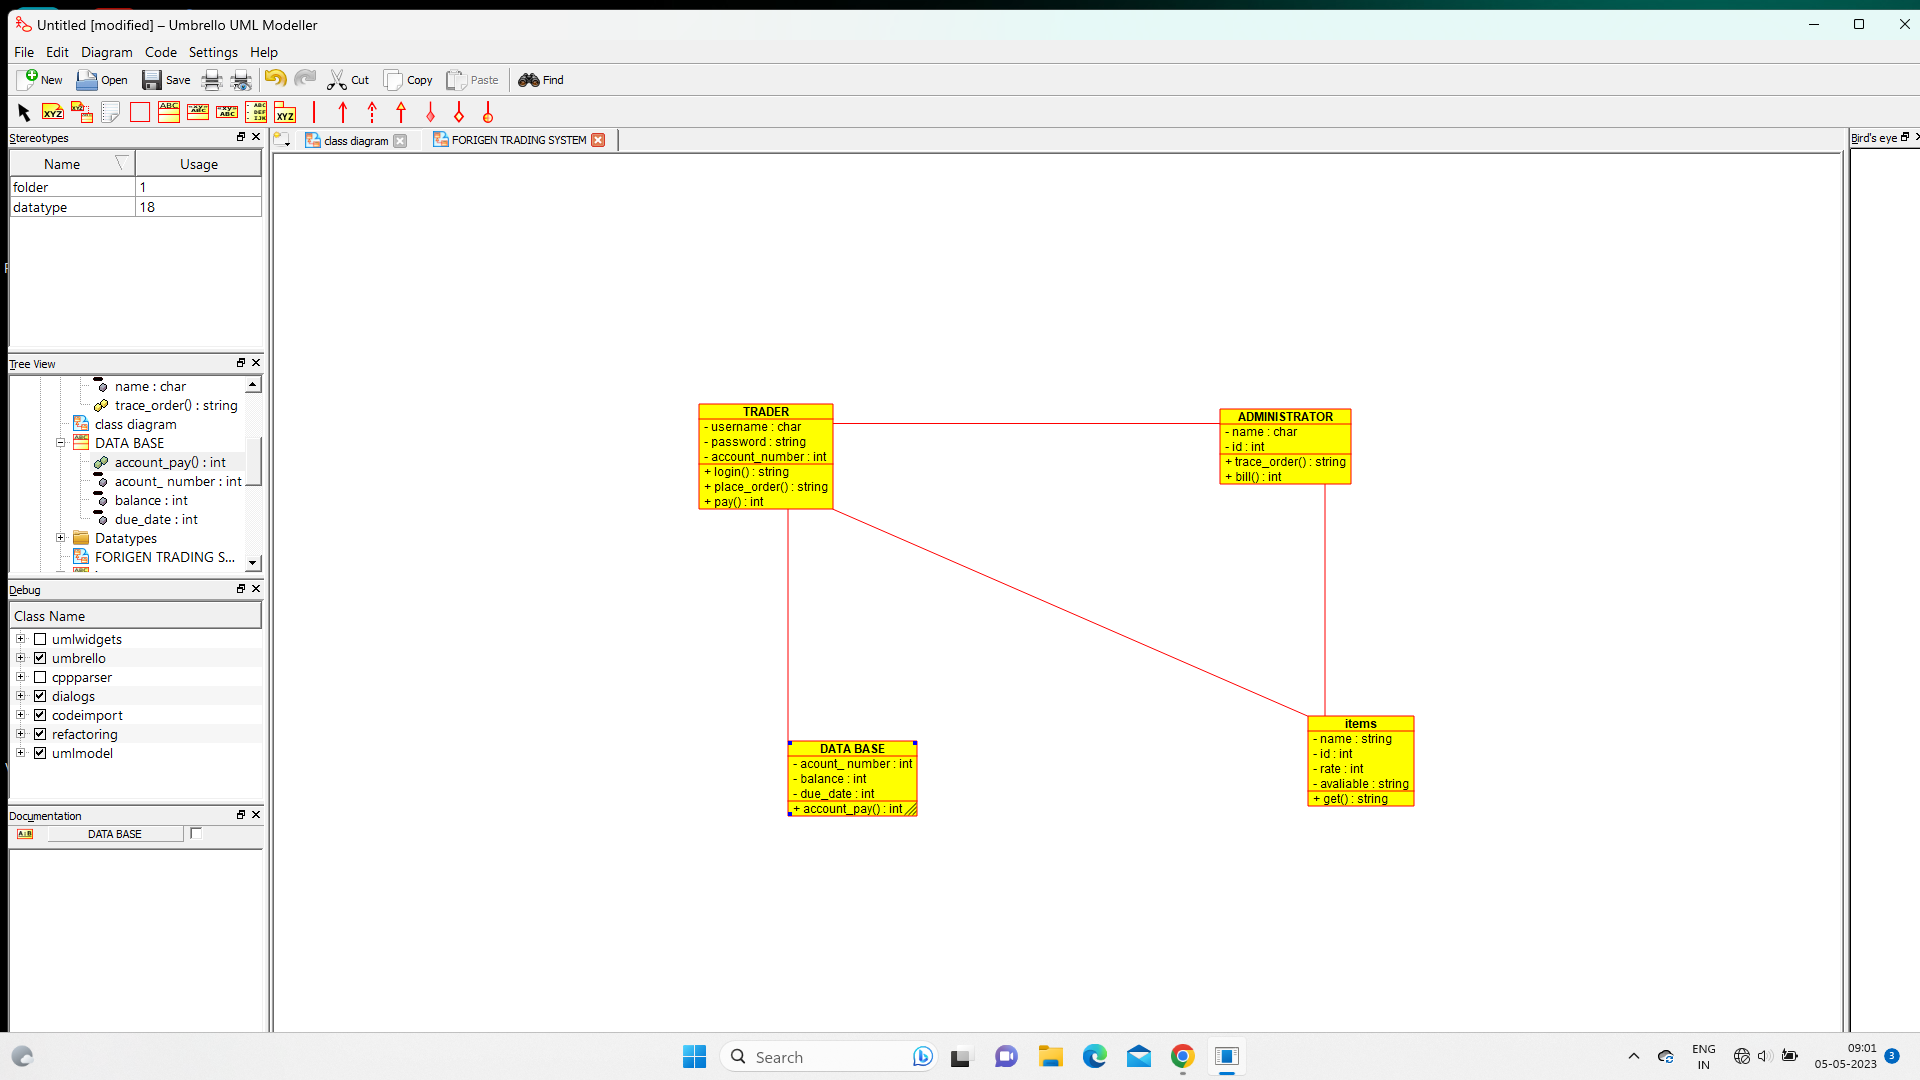 Untitled [modified] – Umbrello UML Modeller
File Edit Diagram Code Settings Help
New Open Save Cut Copy Paste Find
Stereotypes
Name Usage
folder 1
datatype 18
Tree View
name : char
trace_order() : string
class diagram
DATA BASE
account_pay() : int
acount_ number : int
balance : int
due_date : int
Datatypes
FORIGEN TRADING S...
Debug
Class Name
umlwidgets
umbrello
cppparser
dialogs
codeimport
refactoring
umlmodel
Documentation
DATA BASE
class diagram
FORIGEN TRADING SYSTEM
Bird's eye
TRADER
- username : char
- password : string
- account_number : int
+ login() : string
+ place_order() : string
+ pay() : int
ADMINISTRATOR
- name : char
- id : int
+ trace_order() : string
+ bill() : int
DATA BASE
- acount_ number : int
- balance : int
- due_date : int
+ account_pay() : int
items
- name : string
- id : int
- rate : int
- avaliable : string
+ get() : string
Search
ENG
IN
09:01
05-05-2023
3